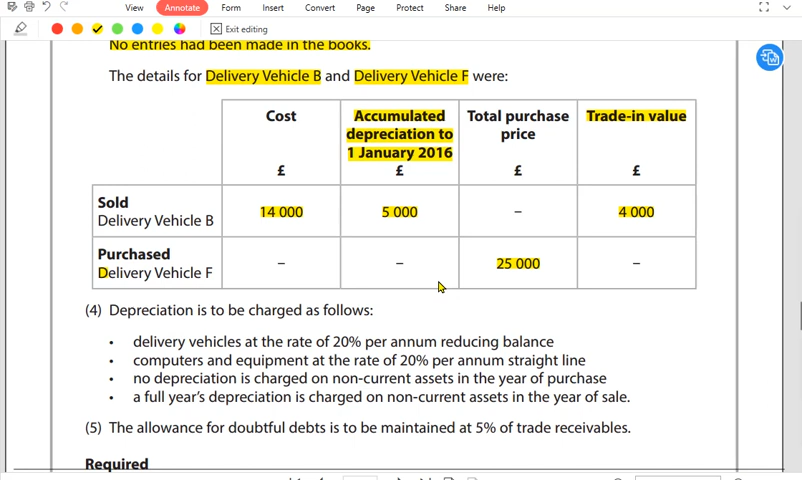 View Annotate Form Insert Convert Page Protect Share Help
Exit editing
No entries had been made in the books.
The details for Delivery Vehicle B and Delivery Vehicle F were:
Cost Accumulated depreciation to 1 January 2016 Total purchase price Trade-in value
£ £ £ £
Sold
Delivery Vehicle B 14 000 5 000 – 4 000
Purchased
Delivery Vehicle F – – 25 000 –
(4) Depreciation is to be charged as follows:
• delivery vehicles at the rate of 20% per annum reducing balance
• computers and equipment at the rate of 20% per annum straight line
• no depreciation is charged on non-current assets in the year of purchase
• a full year's depreciation is charged on non-current assets in the year of sale.
(5) The allowance for doubtful debts is to be maintained at 5% of trade receivables.
Required